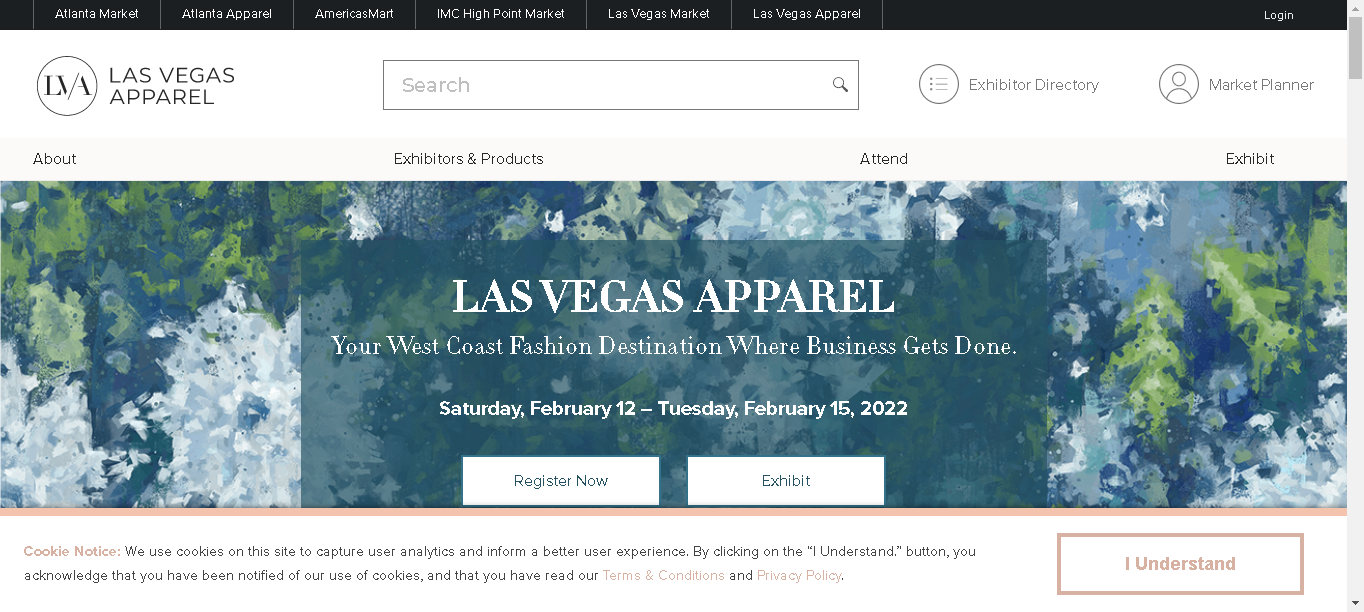 Atlanta Market Atlanta Apparel AmericasMart IMC High Point Market Las Vegas Market Las Vegas Apparel Login
LVA LAS VEGAS APPAREL
Search
Exhibitor Directory
Market Planner
About Exhibitors & Products Attend Exhibit
LAS VEGAS APPAREL
Your West Coast Fashion Destination Where Business Gets Done.
Saturday, February 12 – Tuesday, February 15, 2022
Register Now Exhibit
Cookie Notice: We use cookies on this site to capture user analytics and inform a better user experience. By clicking on the “I Understand.” button, you
acknowledge that you have been notified of our use of cookies, and that you have read our Terms & Conditions and Privacy Policy.
I Understand